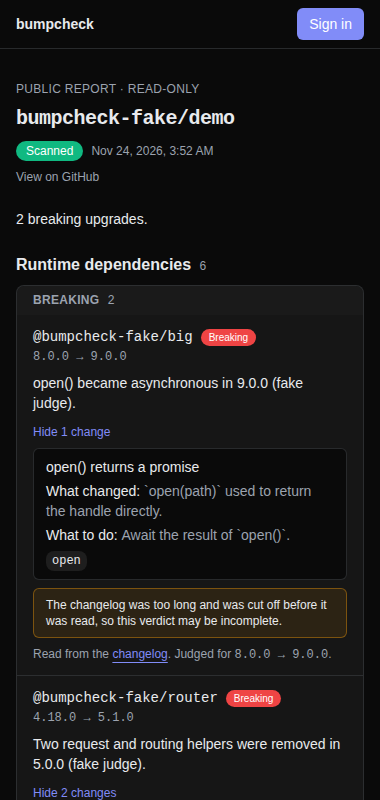 bumpcheck
Sign in
PUBLIC REPORT · READ-ONLY
bumpcheck-fake/demo
Scanned Nov 24, 2026, 3:52 AM
View on GitHub
2 breaking upgrades.
Runtime dependencies 6
BREAKING 2
@bumpcheck-fake/big Breaking
8.0.0 → 9.0.0
open() became asynchronous in 9.0.0 (fake
judge).
Hide 1 change
open() returns a promise
What changed: `open(path)` used to return
the handle directly.
What to do: Await the result of `open()`.
open
The changelog was too long and was cut off before it
was read, so this verdict may be incomplete.
Read from the changelog. Judged for 8.0.0 → 9.0.0.
@bumpcheck-fake/router Breaking
4.18.0 → 5.1.0
Two request and routing helpers were removed in
5.0.0 (fake judge).
Hide 2 changes